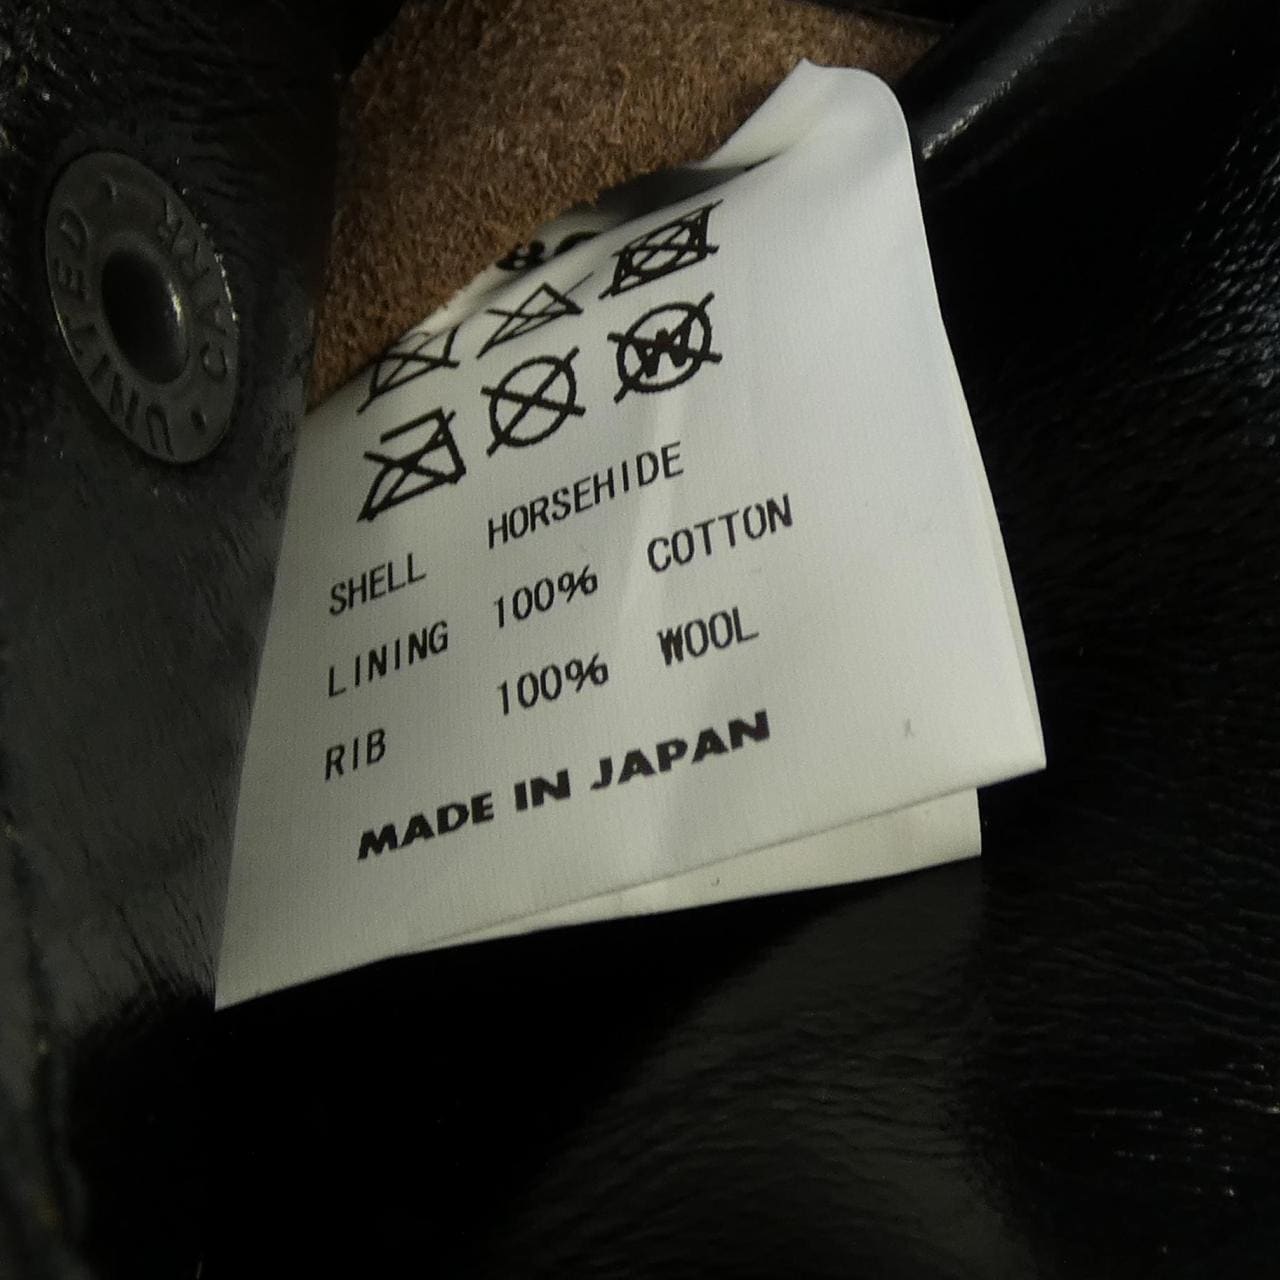 UNITED CARR
W
SHELL HORSEHIDE
LINING 100% COTTON
RIB 100% WOOL
MADE IN JAPAN